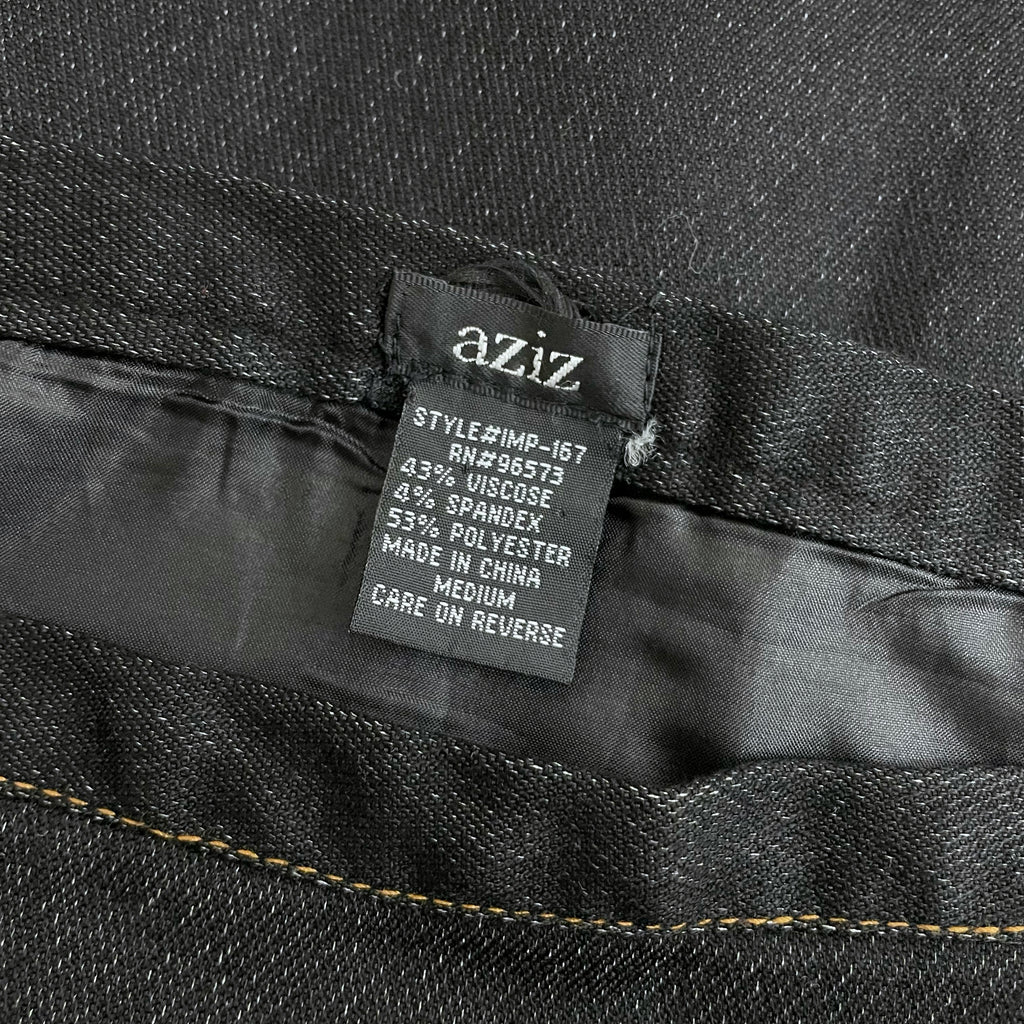 aziz
STYLE#IMP-167
RN#96573
43% VISCOSE
4% SPANDEX
53% POLYESTER
MADE IN CHINA
MEDIUM
CARE ON REVERSE